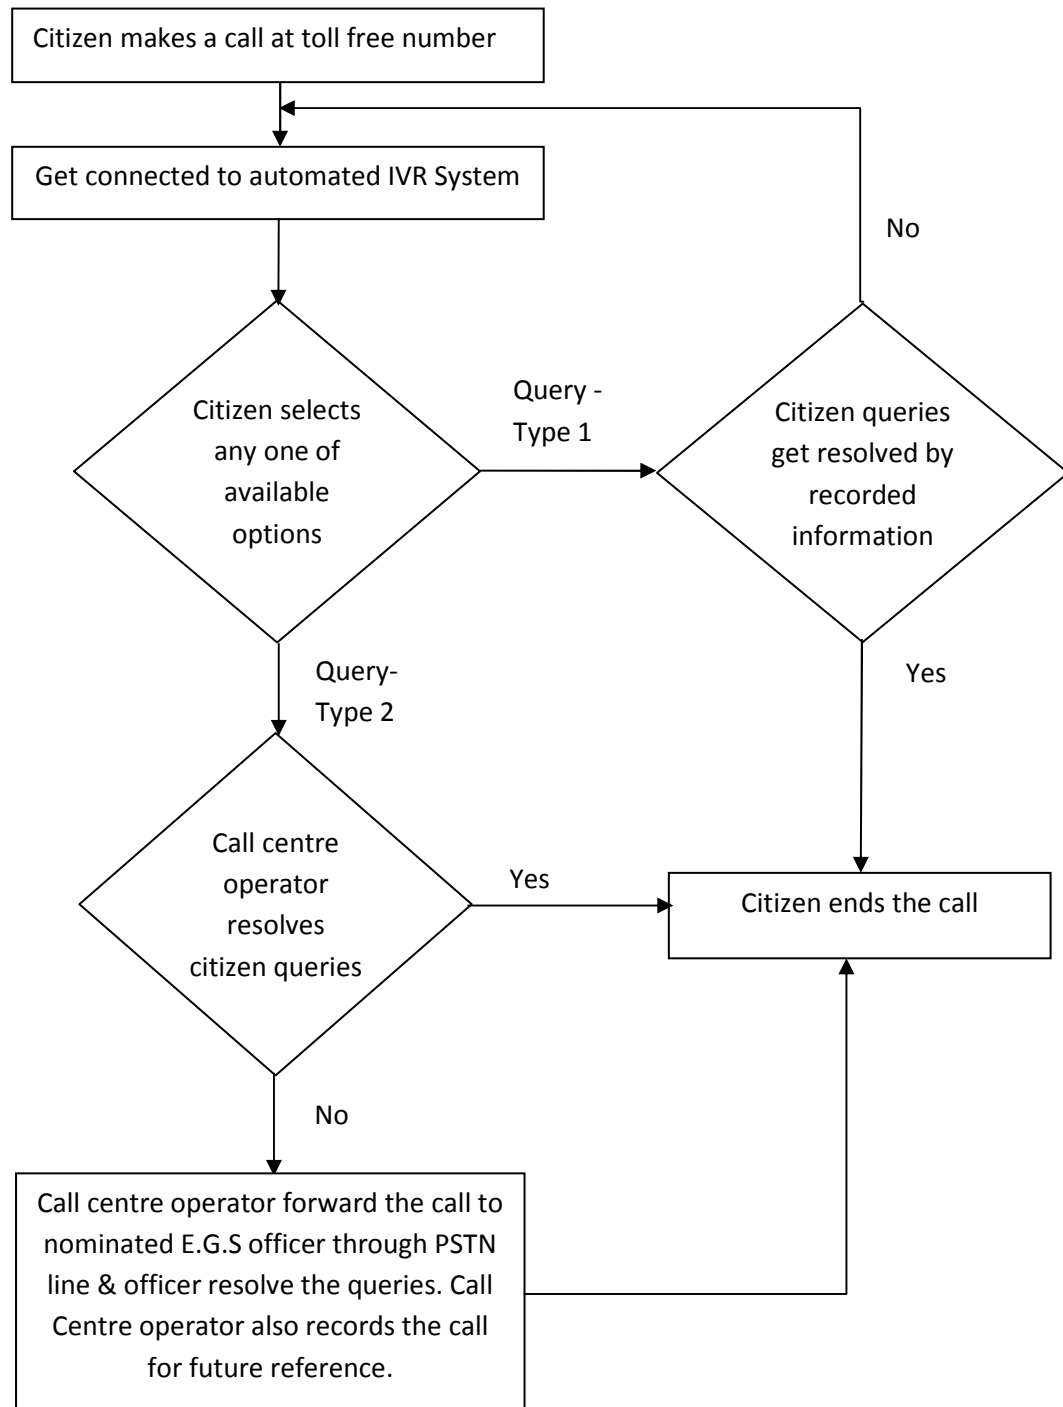 Citizen makes a call at toll free number
Get connected to automated IVR System
No
Citizen selects
any one of
available
options
Query -
Type 1
Citizen queries
get resolved by
recorded
information
Query-
Type 2
Yes
Call centre
operator
resolves
citizen queries
Yes
Citizen ends the call
No
Call centre operator forward the call to
nominated E.G.S officer through PSTN
line & officer resolve the queries. Call
Centre operator also records the call
for future reference.